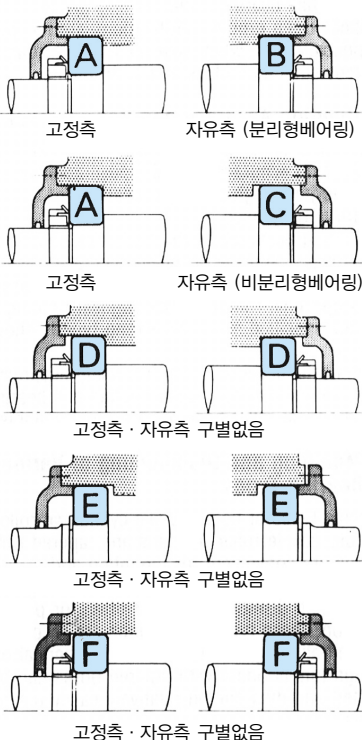 A B
고정측 자유측 (분리형베어링)
A C
고정측 자유측 (비분리형베어링)
D D
고정측 · 자유측 구별없음
E E
고정측 · 자유측 구별없음
F F
고정측 · 자유측 구별없음